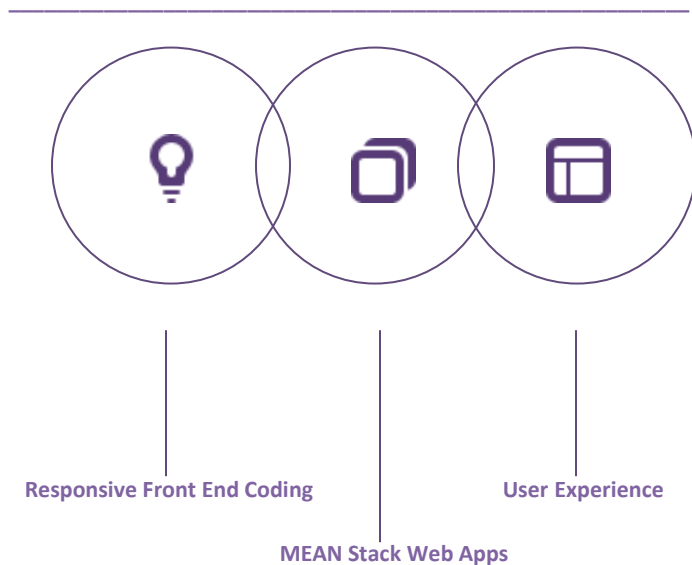 Responsive Front End Coding
User Experience
MEAN Stack Web Apps